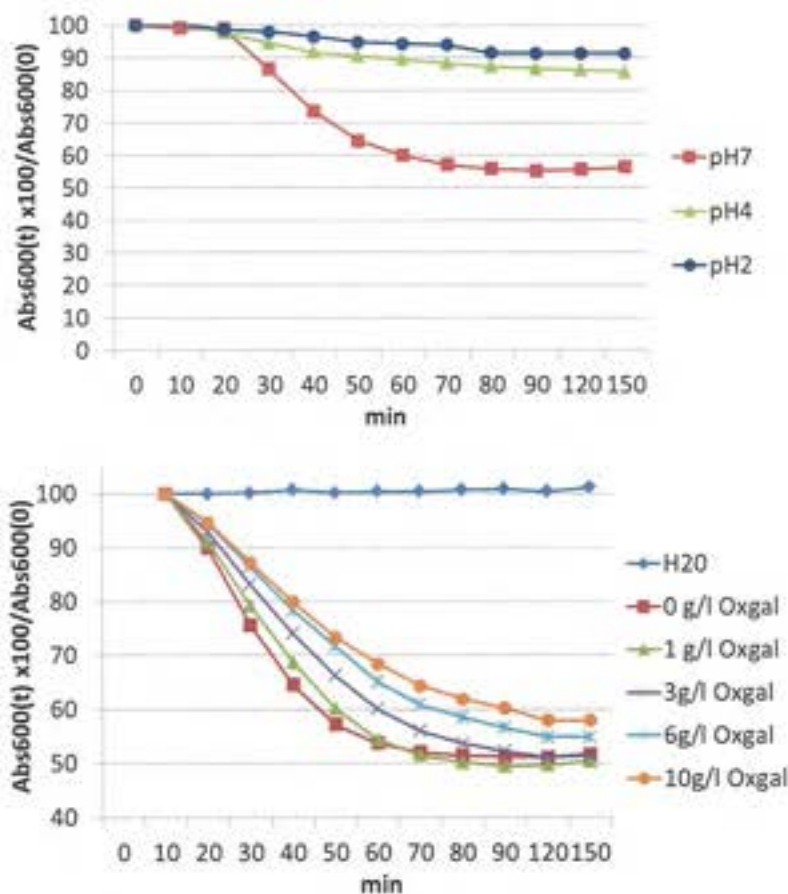 Abs600(t) x100/Abs600(0)
100
90
80
70
60
50
40
30
20
10
0
0 10 20 30 40 50 60 70 80 90 120 150
min
pH7
pH4
pH2
Abs600(t) x100/Abs600(0)
100
90
80
70
60
50
40
0 10 20 30 40 50 60 70 80 90 120150
min
H20
0 g/l Oxgal
1 g/l Oxgal
3g/l Oxgal
6g/l Oxgal
10g/l Oxgal